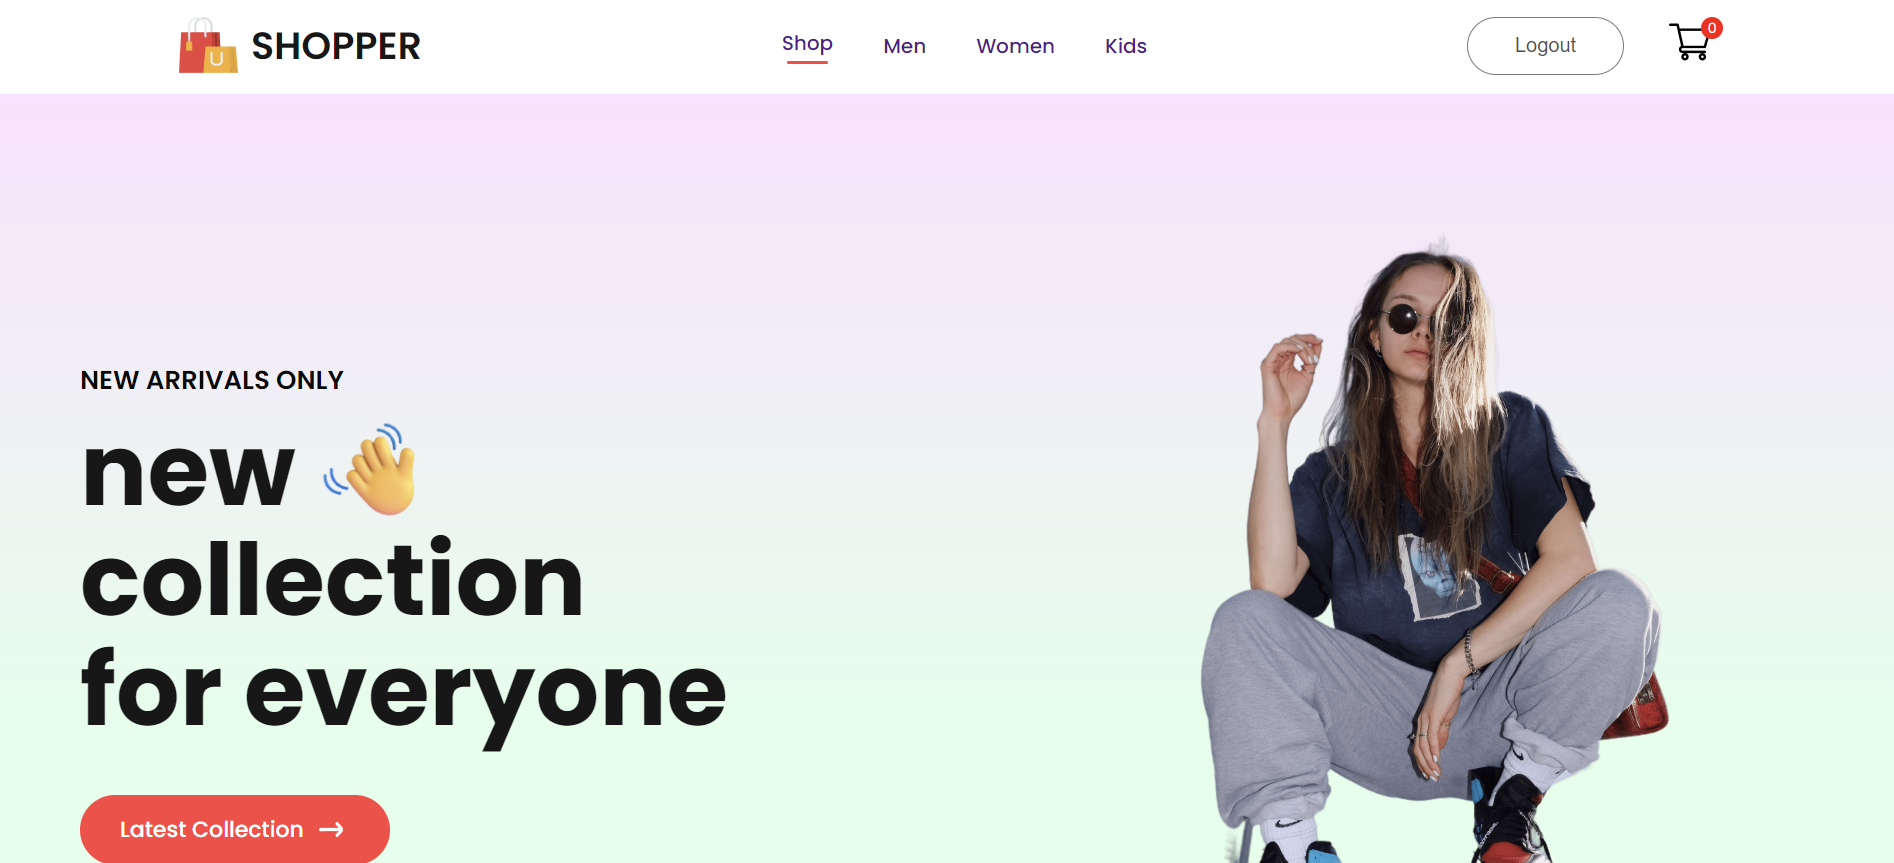 SHOPPER
Shop
Men
Women
Kids
Logout
0
NEW ARRIVALS ONLY
new
collection
for everyone
Latest Collection